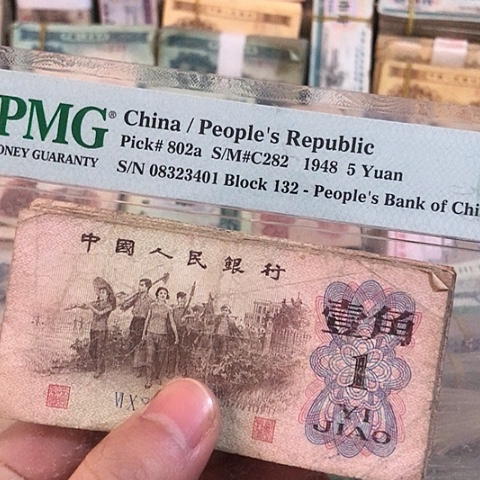 PMG® China / People's Republic
Pick# 802a S/M#C282 1948 5 Yuan
ONEY GUARANTY
S/N 08323401 Block 132 - People's Bank of Chi
中國人民銀行
壹角
1
YI
JIAO
WX